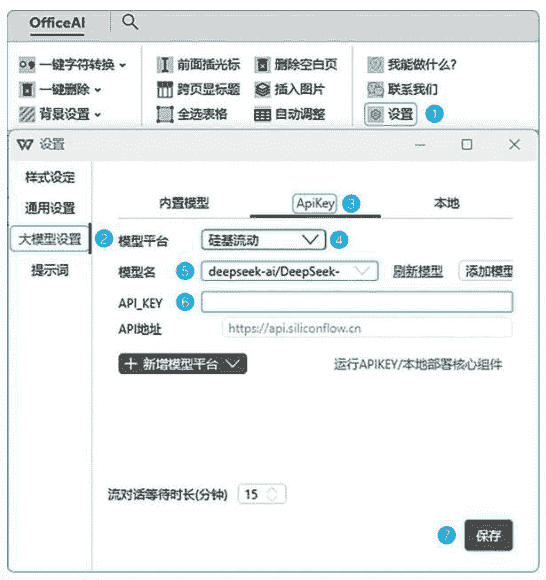 OfficeAI
一键字符转换 前面插光标 删除空白页 我能做什么?
一键删除 跨页显标题 插入图片 联系我们
背景设置 全选表格 自动调整 设置 1
设置
样式设定
通用设置
内置模型 ApiKey 3 本地
大模型设置 2 模型平台 硅基流动 4
提示词
模型名 5 deepseek-ai/DeepSeek- 刷新模型 添加模型
API_KEY 6
API地址 https://api.siliconflow.cn
+ 新增模型平台 运行APIKEY/本地部署核心组件
流对话等待时长(分钟) 15
7 保存